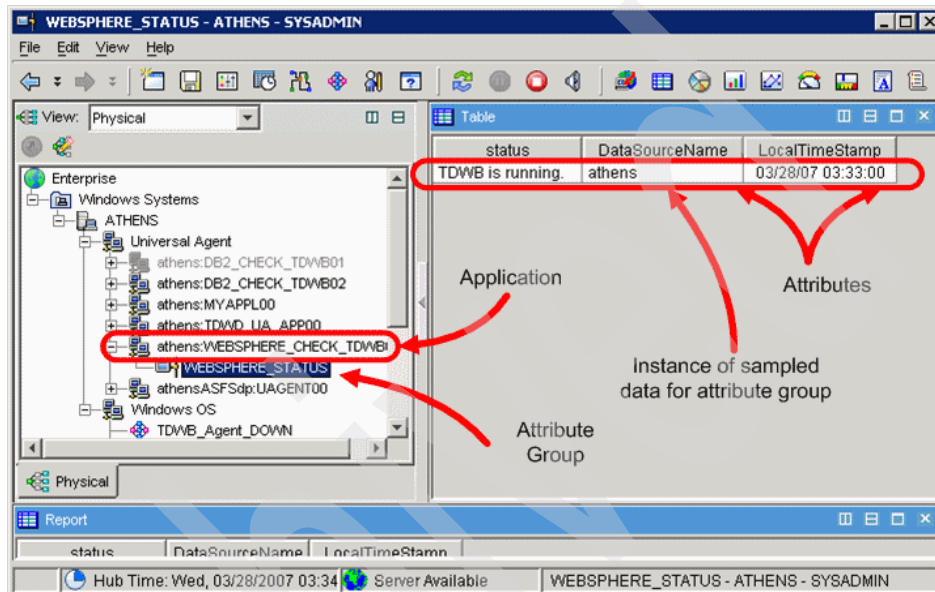 WEBSPHERE_STATUS - ATHENS - SYSADMIN
File Edit View Help
View: Physical
Enterprise
Windows Systems
ATHENS
Universal Agent
athens:DB2_CHECK_TDWB01
athens:DB2_CHECK_TDWB02
athens:MYAPPL00
athens:TDWD_UA_APP00
athens:WEBSPHERE_CHECK_TDWB
WEBSPHERE_STATUS
athensASFSdp:UAGENT00
Windows OS
TDWB_Agent_DOWN
Physical
Table
status DataSourceName LocalTimeStamp
TDWB is running. athens 03/28/07 03:33:00
Application
Attributes
Instance of sampled
data for attribute group
Attribute
Group
Report
status DataSourceName LocalTimeStamp
Hub Time: Wed, 03/28/2007 03:34 Server Available WEBSPHERE_STATUS - ATHENS - SYSADMIN